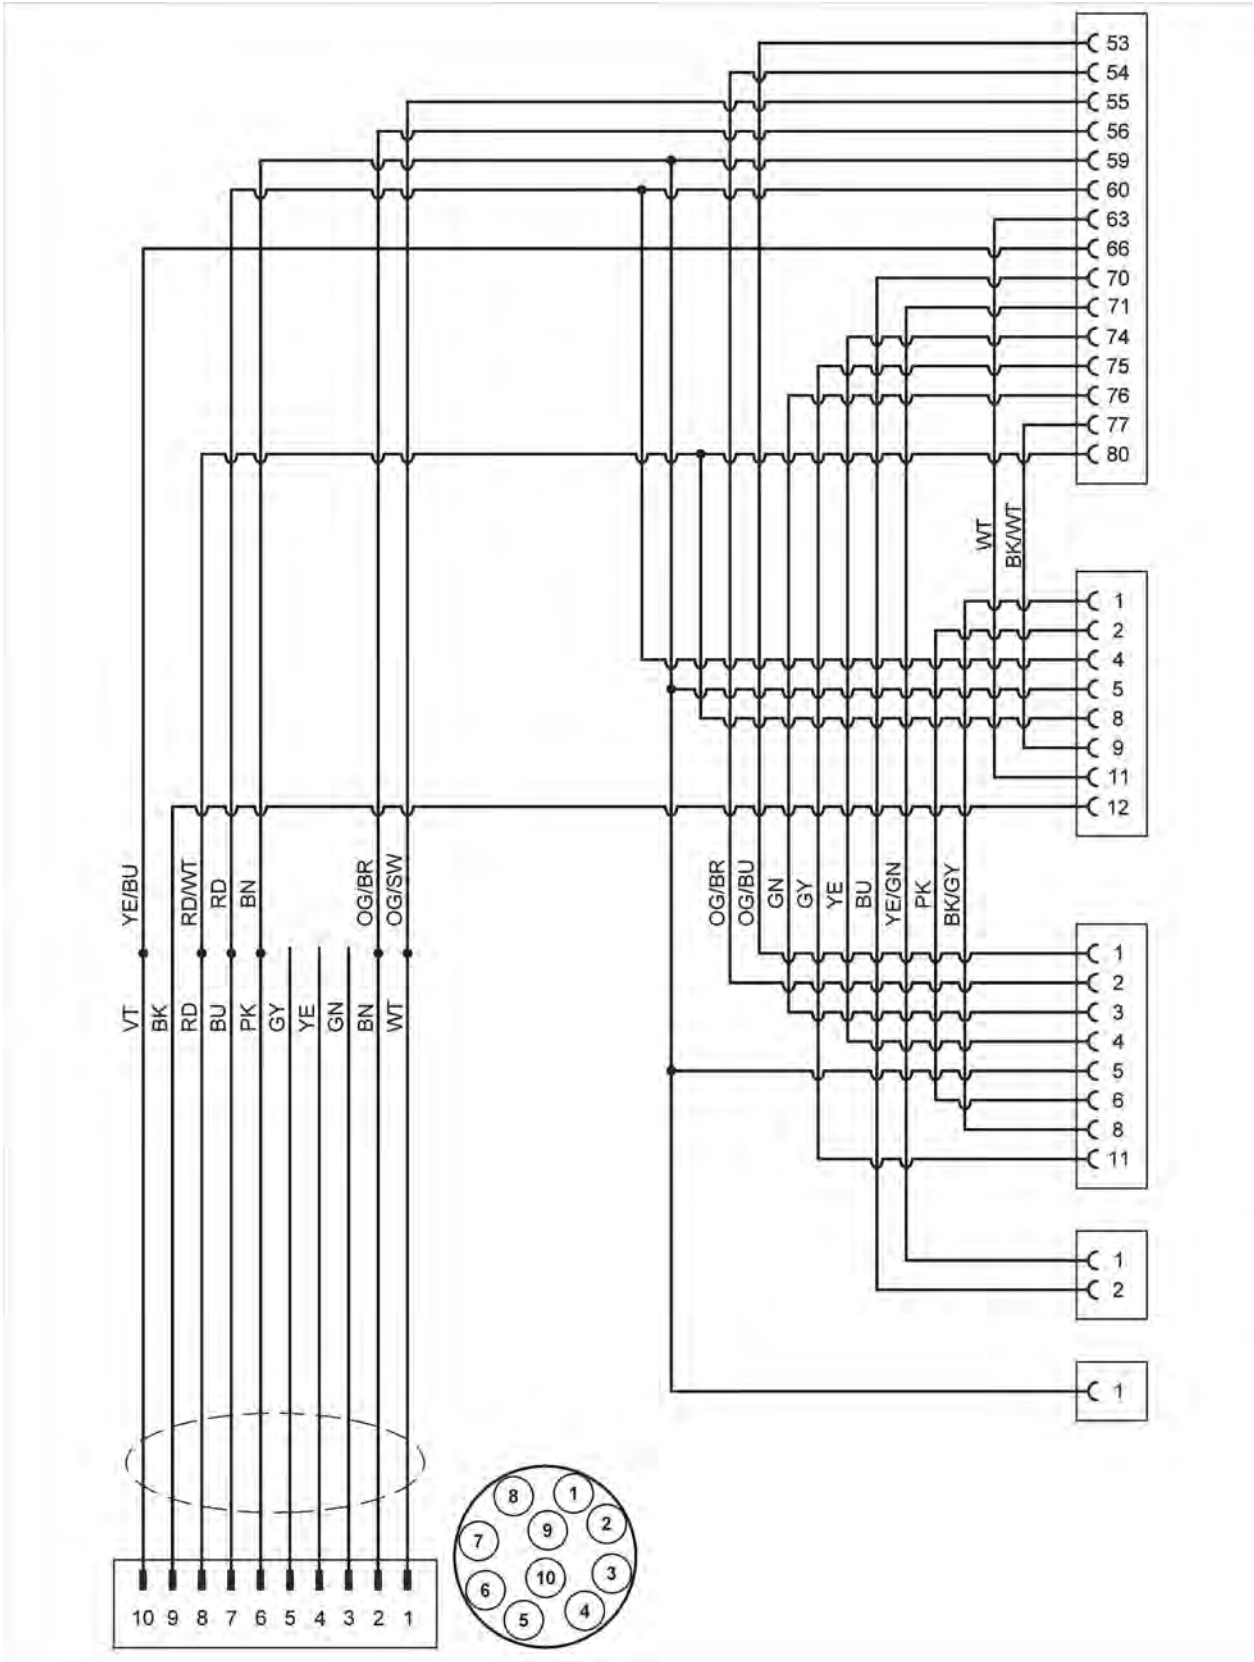 53
54
55
56
59
60
63
66
70
71
74
75
76
77
80
WT
BK/WT
1
2
4
5
8
9
11
12
YE/BU
RD/WT
RD
BN
OG/BR
OG/SW
OG/BR
OG/BU
GN
GY
YE
BU
YE/GN
PK
BK/GY
VT
BK
RD
BU
PK
GY
YE
GN
BN
WT
1
2
3
4
5
6
8
11
1
2
1
8
1
7
9
2
6
10
3
5
4
10 9 8 7 6 5 4 3 2 1